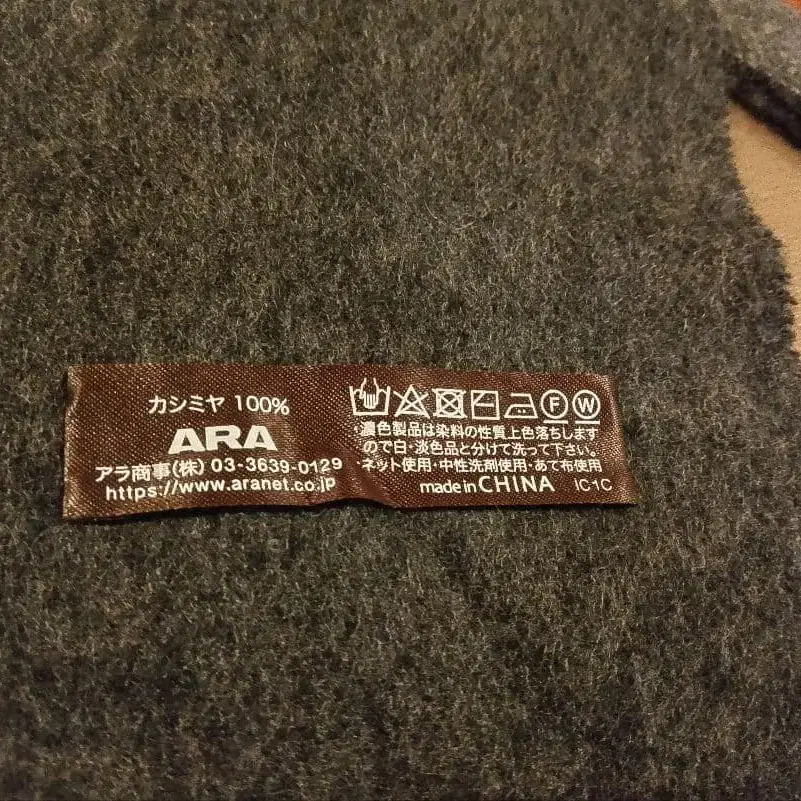 カシミヤ 100%
ARA
アラ商事(株) 03-3639-0129
https://www.aranet.co.jp
F W
・濃色製品は染料の性質上色落ちします
ので白・淡色品と分けて洗って下さい。
・ネット使用・中性洗剤使用・あて布使用
made in CHINA IC1C